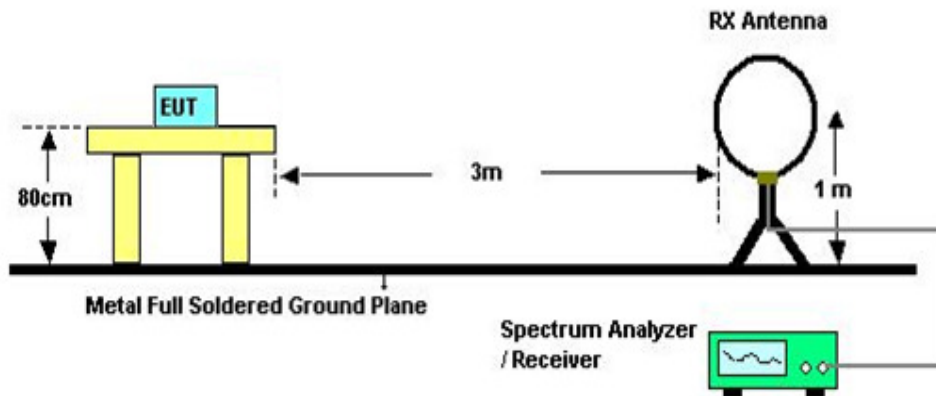 RX Antenna
EUT
3m
80cm
1 m
Metal Full Soldered Ground Plane
Spectrum Analyzer
/ Receiver